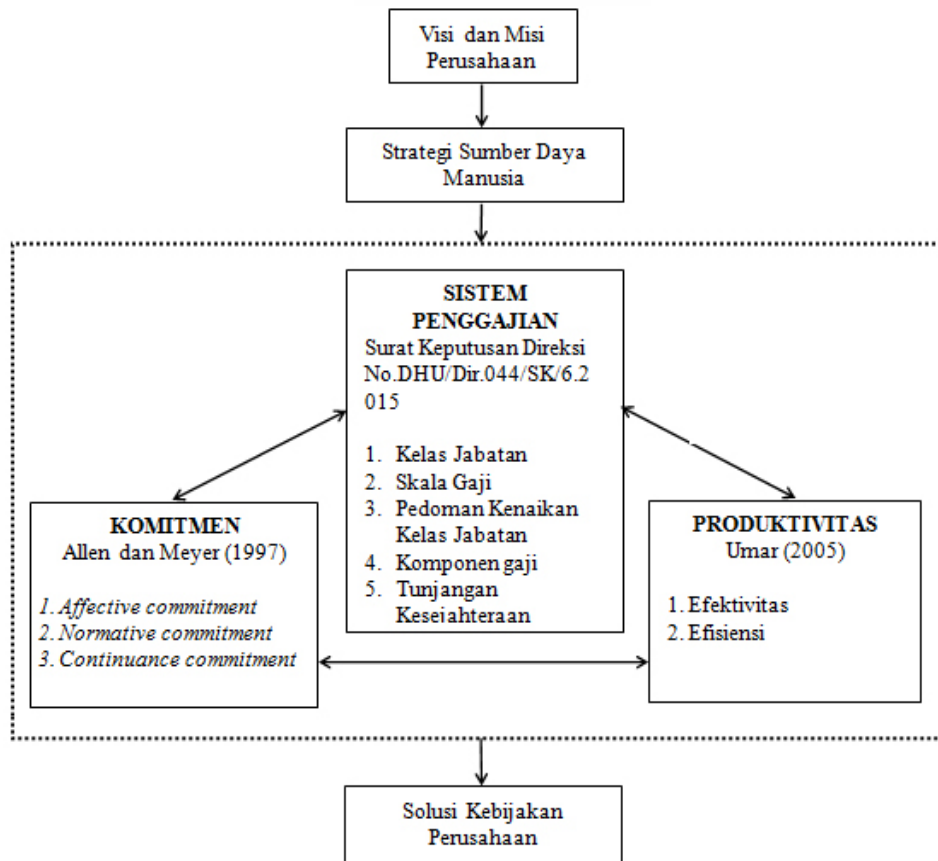 Visi dan Misi
Perusahaan
Strategi Sumber Daya
Manusia
SISTEM
PENGGAJIAN
Surat Keputusan Direksi
No.DHU/Dir.044/SK/6.2
015
1. Kelas Jabatan
2. Skala Gaji
3. Pedoman Kenaikan
Kelas Jabatan
4. Komponen gaji
5. Tunjangan
Kesejahteraan
KOMITMEN
Allen dan Meyer (1997)
1. Affective commitment
2. Normative commitment
3. Continuance commitment
PRODUKTIVITAS
Umar (2005)
1. Efektivitas
2. Efisiensi
Solusi Kebijakan
Perusahaan